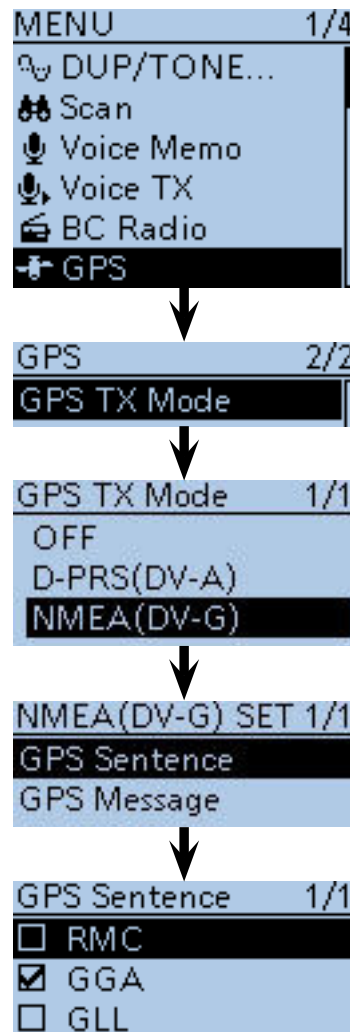 MENU 1/4
DUP/TONE...
Scan
Voice Memo
Voice TX
BC Radio
GPS
GPS 2/2
GPS TX Mode
GPS TX Mode 1/1
OFF
D-PRS(DV-A)
NMEA(DV-G)
NMEA(DV-G) SET 1/1
GPS Sentence
GPS Message
GPS Sentence 1/1
RMC
GGA
GLL